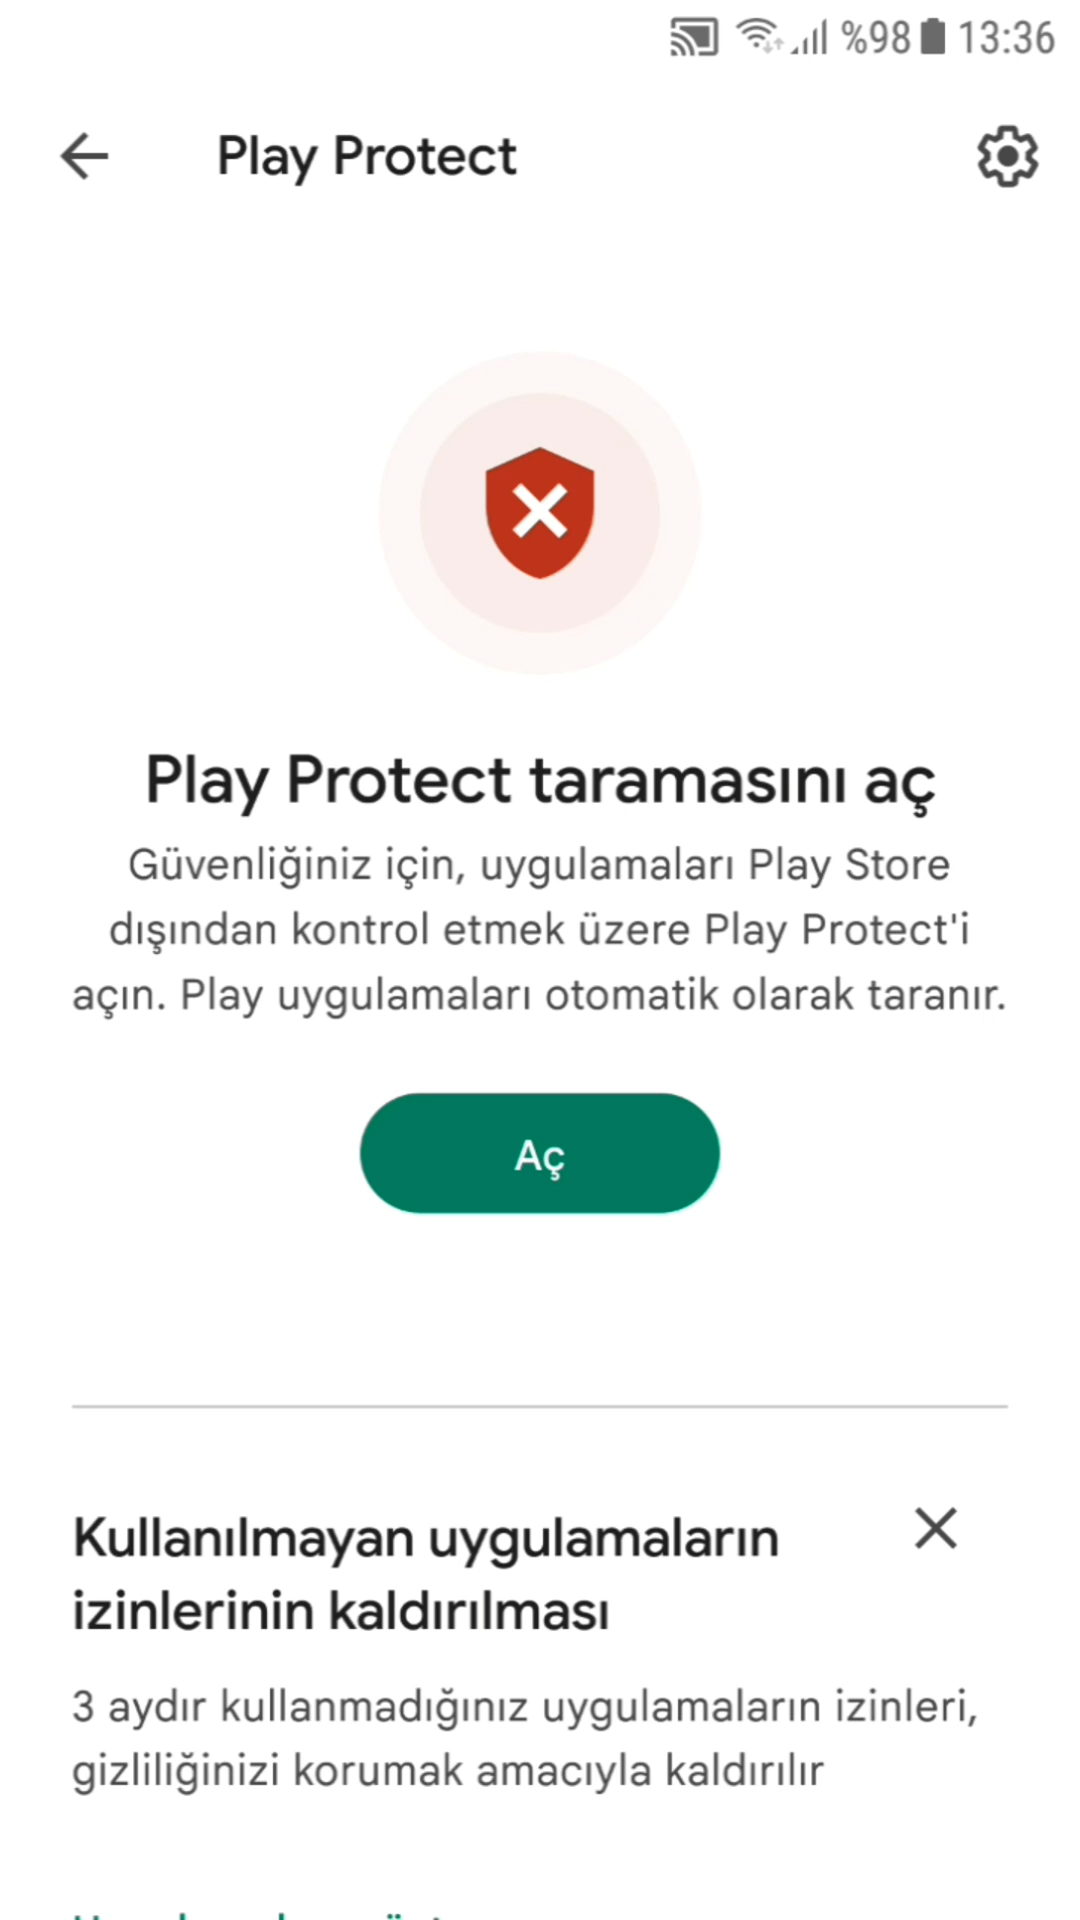 %98 13:36
Play Protect
Play Protect taramasını aç
Güvenliğiniz için, uygulamaları Play Store
dışından kontrol etmek üzere Play Protect'i
açın. Play uygulamaları otomatik olarak taranır.
Aç
Kullanılmayan uygulamaların
izinlerinin kaldırılması
3 aydır kullanmadığınız uygulamaların izinleri,
gizliliğinizi korumak amacıyla kaldırılır